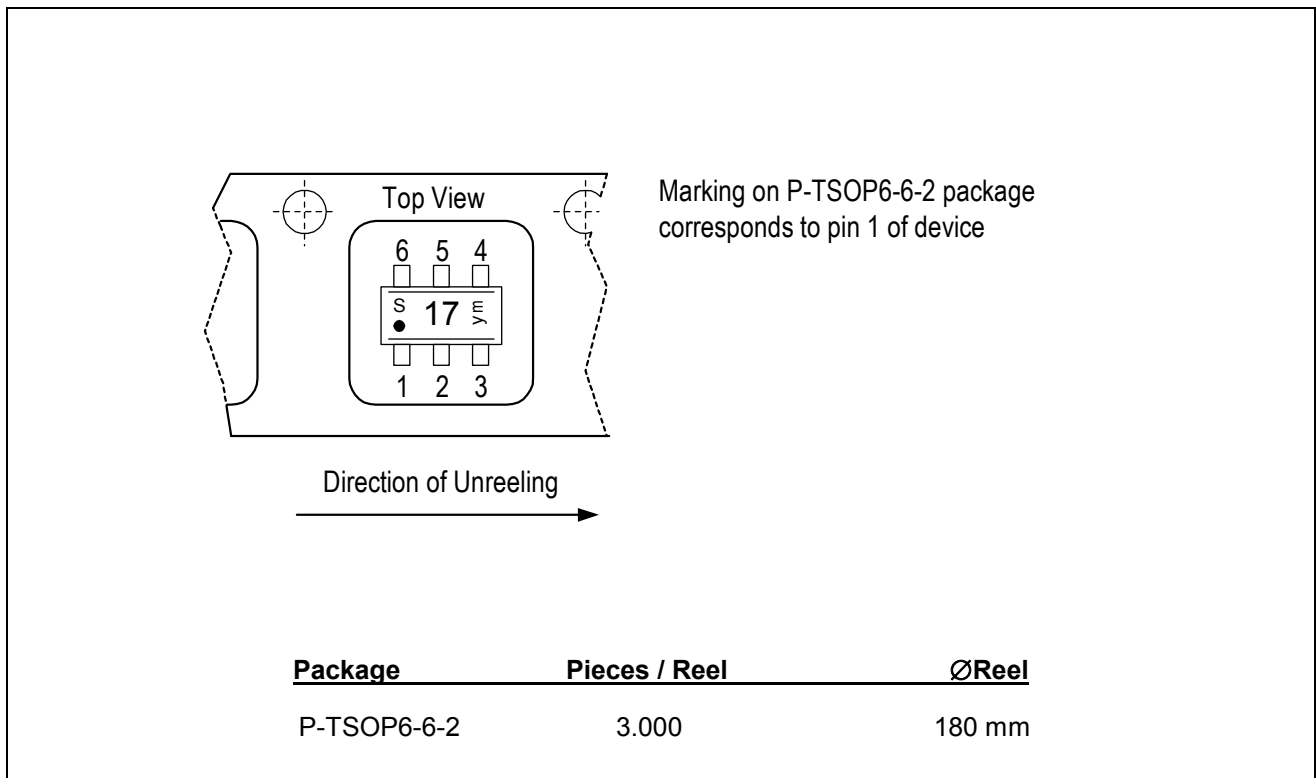 Top View
Marking on P-TSOP6-6-2 package
corresponds to pin 1 of device
6 5 4
S 17 ym
1 2 3
Direction of Unreeling
Package Pieces / Reel ∅Reel
P-TSOP6-6-2 3.000 180 mm